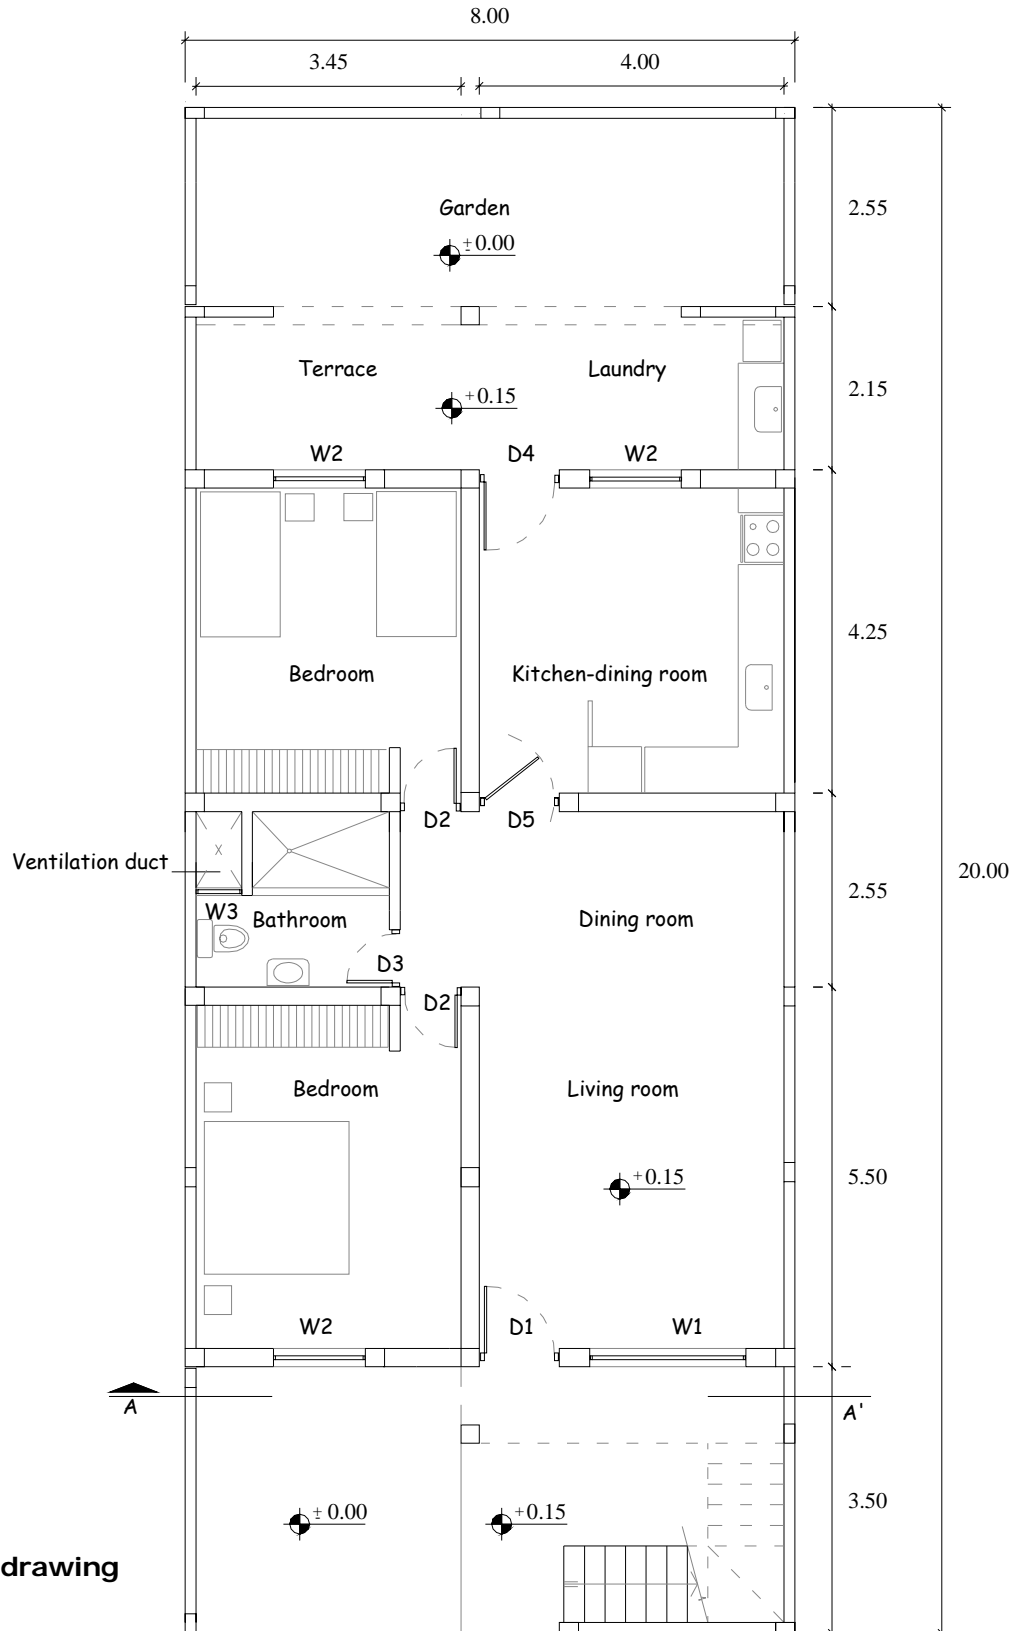 8.00
3.45
4.00
Garden
±0.00
2.55
Terrace
Laundry
+0.15
2.15
W2
D4
W2
4.25
Bedroom
Kitchen-dining room
D2
D5
Ventilation duct
20.00
2.55
W3
Bathroom
Dining room
D3
D2
Bedroom
Living room
+0.15
5.50
W2
D1
W1
A
A'
± 0.00
+0.15
3.50
drawing